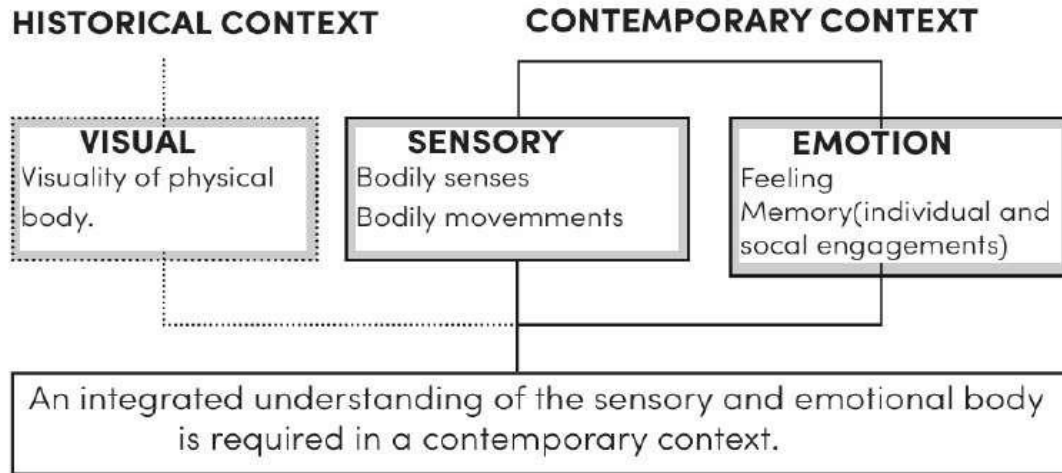 HISTORICAL CONTEXT
CONTEMPORARY CONTEXT
VISUAL
Visuality of physical
body.
SENSORY
Bodily senses
Bodily movemments
EMOTION
Feeling
Memory(individual and
socal engagements)
An integrated understanding of the sensory and emotional body
is required in a contemporary context.